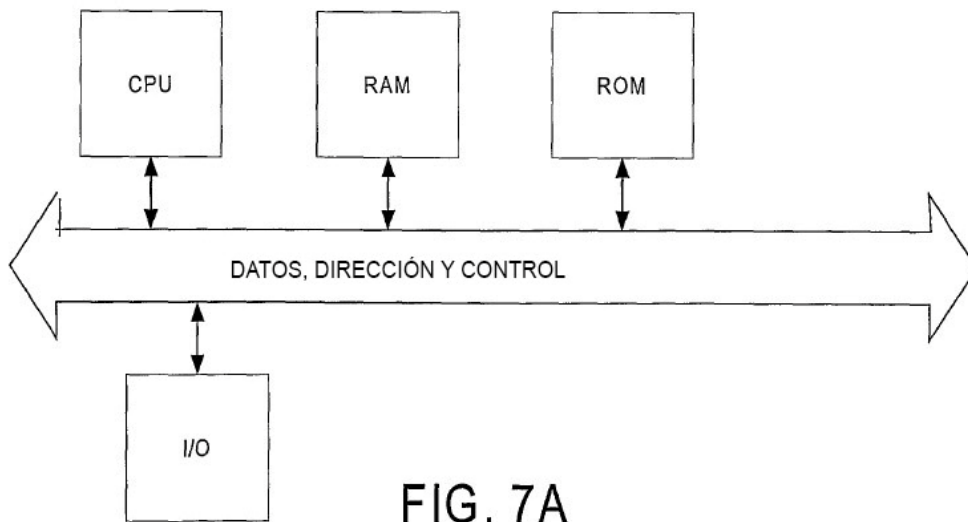 CPU
RAM
ROM
DATOS, DIRECCIÓN Y CONTROL
I/O
FIG. 7A